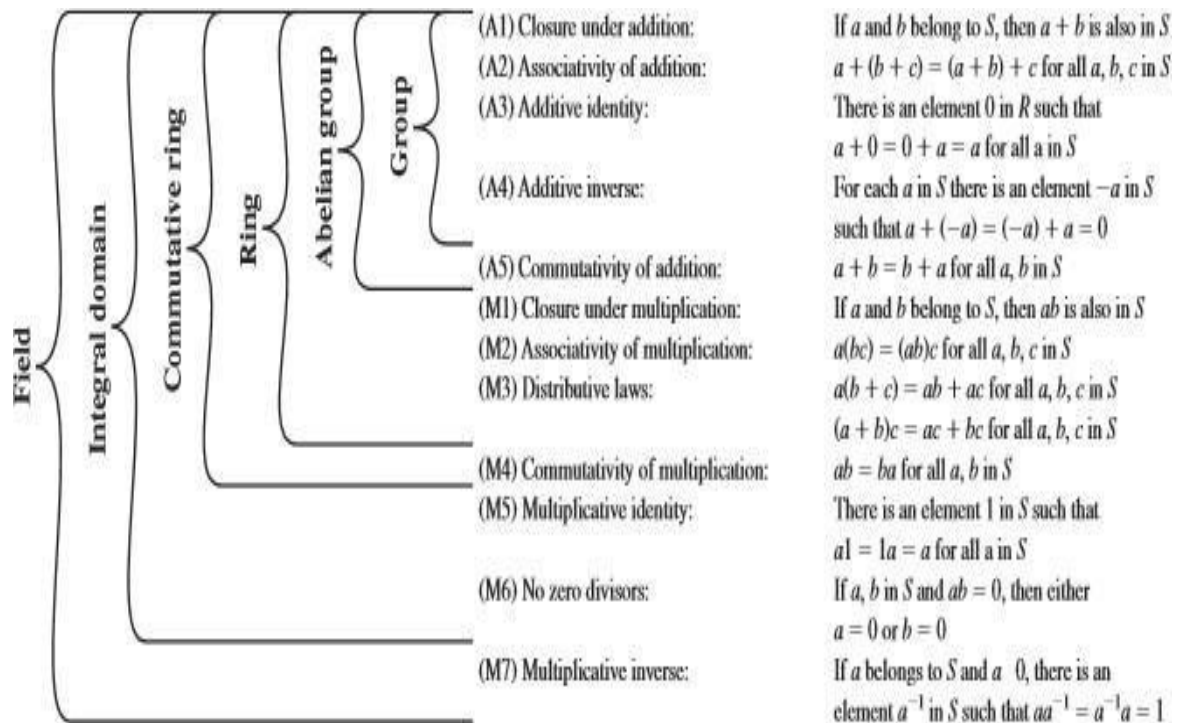 Field
Integral domain
Commutative ring
Ring
Abelian group
Group
(A1) Closure under addition: If a and b belong to S, then a + b is also in S
(A2) Associativity of addition: a + (b + c) = (a + b) + c for all a, b, c in S
(A3) Additive identity: There is an element 0 in R such that
a + 0 = 0 + a = a for all a in S
(A4) Additive inverse: For each a in S there is an element −a in S
such that a + (−a) = (−a) + a = 0
(A5) Commutativity of addition: a + b = b + a for all a, b in S
(M1) Closure under multiplication: If a and b belong to S, then ab is also in S
(M2) Associativity of multiplication: a(bc) = (ab)c for all a, b, c in S
(M3) Distributive laws: a(b + c) = ab + ac for all a, b, c in S
(a + b)c = ac + bc for all a, b, c in S
(M4) Commutativity of multiplication: ab = ba for all a, b in S
(M5) Multiplicative identity: There is an element 1 in S such that
a1 = 1a = a for all a in S
(M6) No zero divisors: If a, b in S and ab = 0, then either
a = 0 or b = 0
(M7) Multiplicative inverse: If a belongs to S and a 0, there is an
element a⁻¹ in S such that aa⁻¹ = a⁻¹a = 1